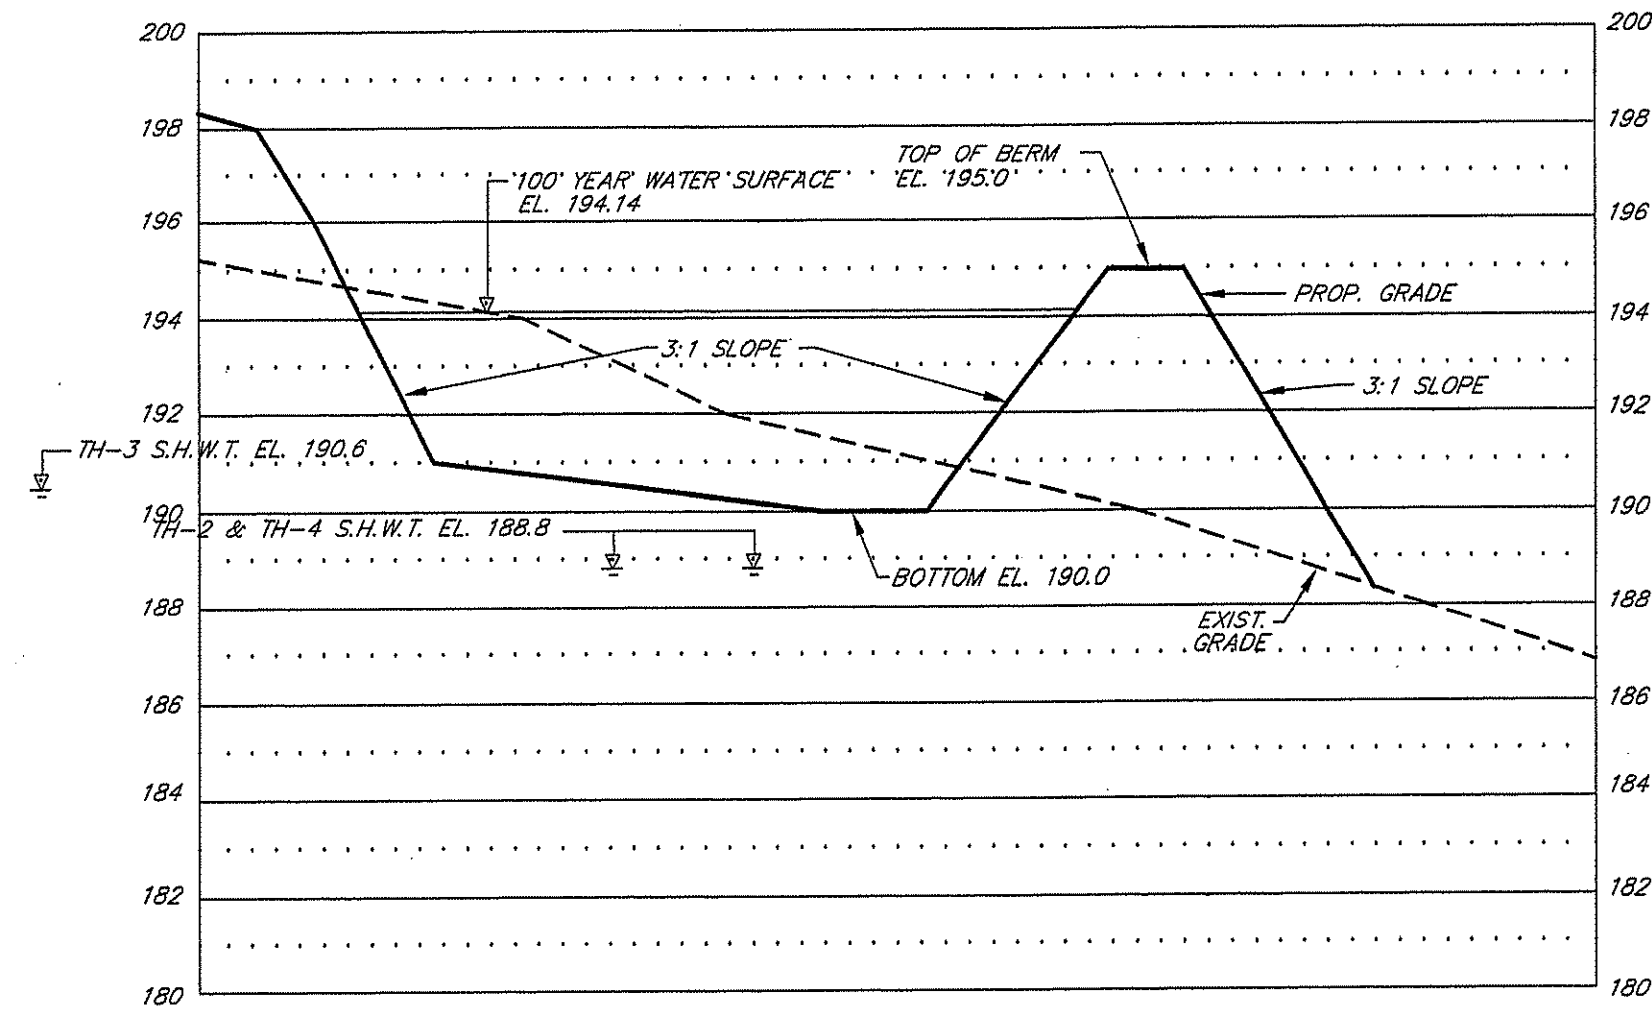 200
200
198
198
TOP OF BERM
EL. 195.0
100 YEAR WATER SURFACE
EL. 194.14
196
196
PROP. GRADE
194
194
3:1 SLOPE
3:1 SLOPE
192
192
TH-3 S.H.W.T. EL. 190.6
190
190
TH-2 & TH-4 S.H.W.T. EL. 188.8
BOTTOM EL. 190.0
188
188
EXIST.
GRADE
186
186
184
184
182
182
180
180